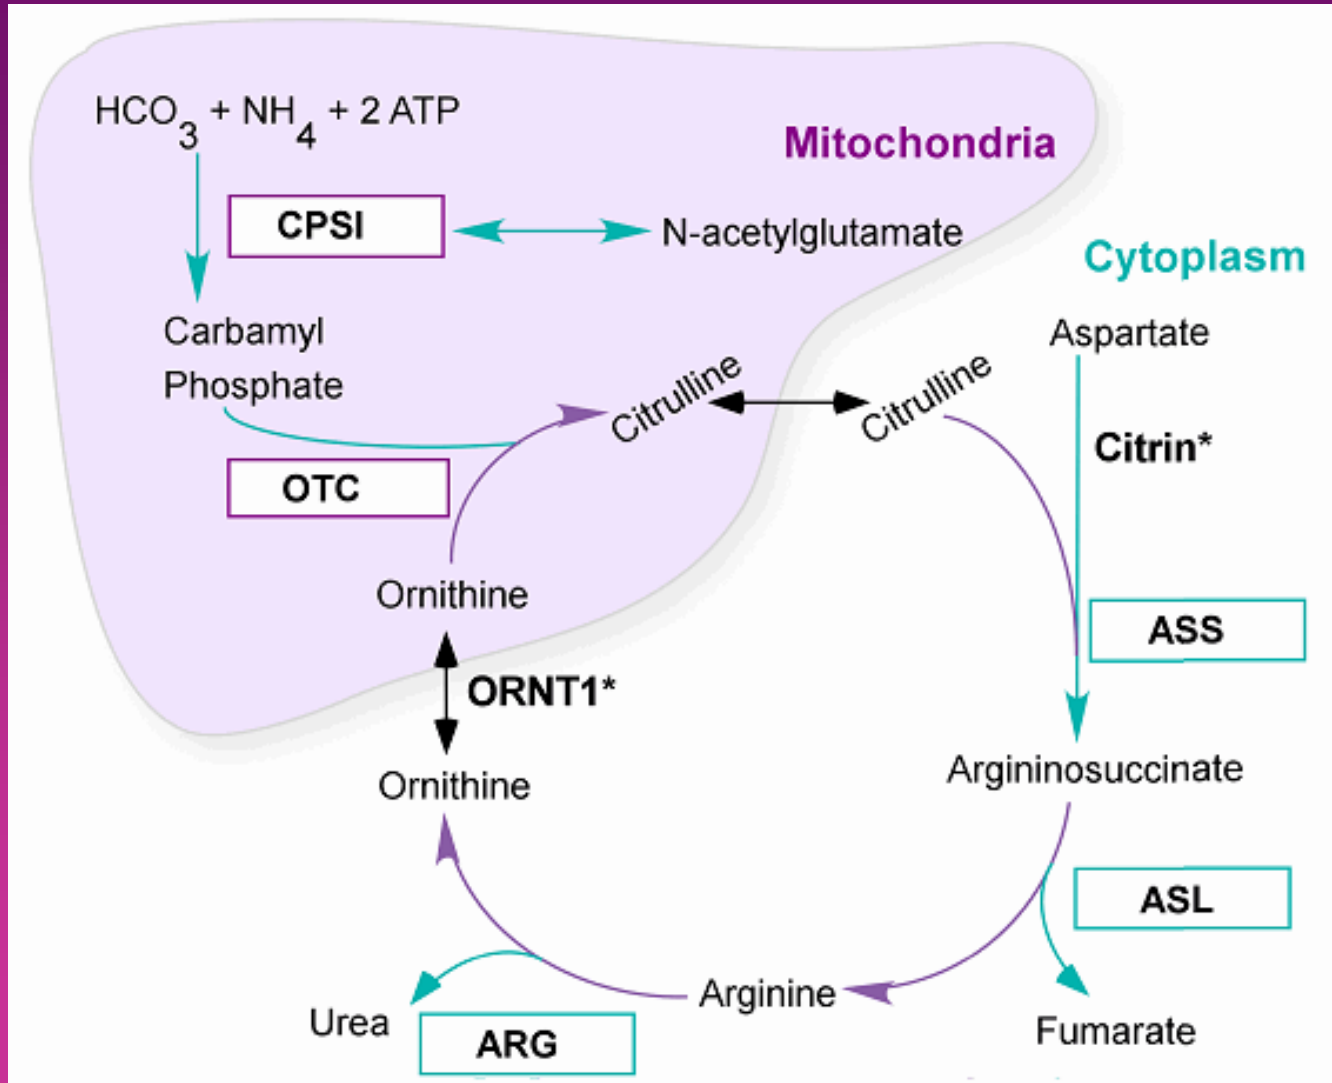 HCO3 + NH4 + 2 ATP
Mitochondria
CPSI
N-acetylglutamate
Cytoplasm
Carbamyl
Phosphate
Aspartate
Citrulline
Citrulline
Citrin*
OTC
Ornithine
ASS
ORNT1*
Ornithine
Argininosuccinate
ASL
Arginine
Urea
ARG
Fumarate